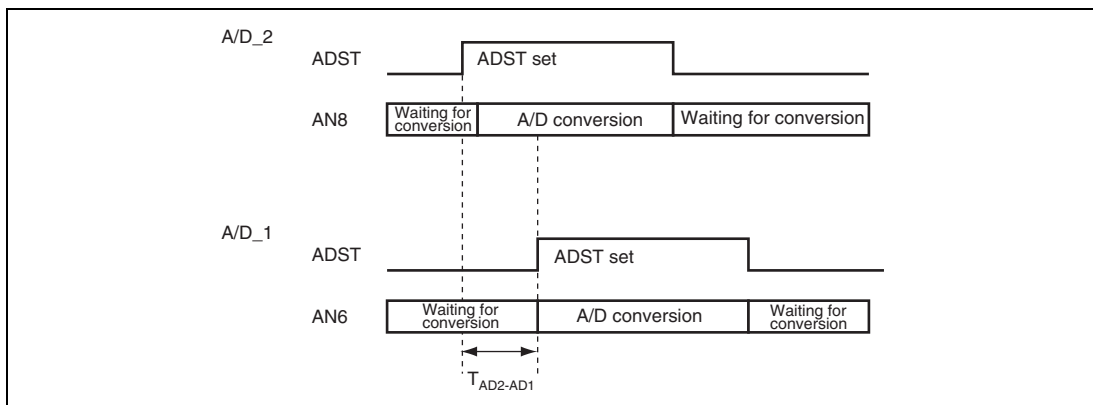 A/D_2
ADST
ADST set
AN8
Waiting for
conversion
A/D conversion
Waiting for conversion
A/D_1
ADST
ADST set
AN6
Waiting for
conversion
A/D conversion
Waiting for
conversion
TAD2-AD1